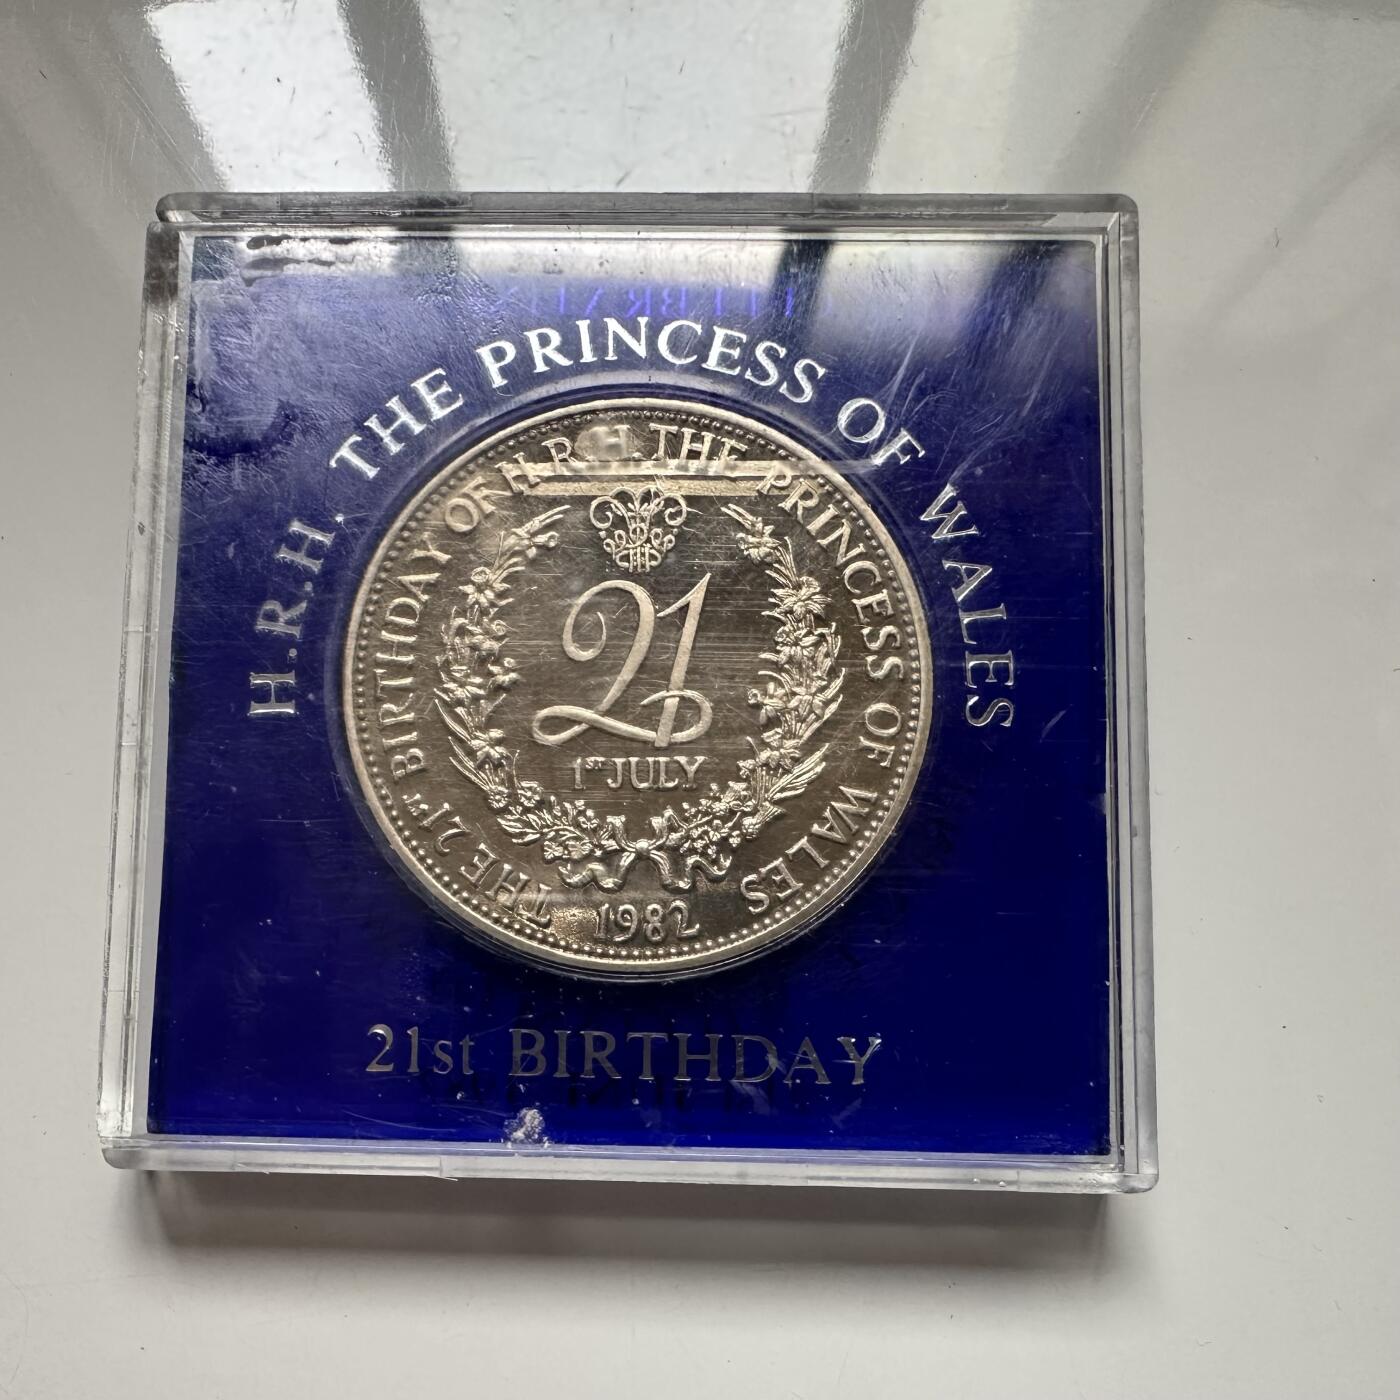 H.R.H. THE PRINCESS OF WALES
THE 21ST BIRTHDAY OF H.R.H. THE PRINCESS OF WALES
21
1ST JULY
1982
21st BIRTHDAY